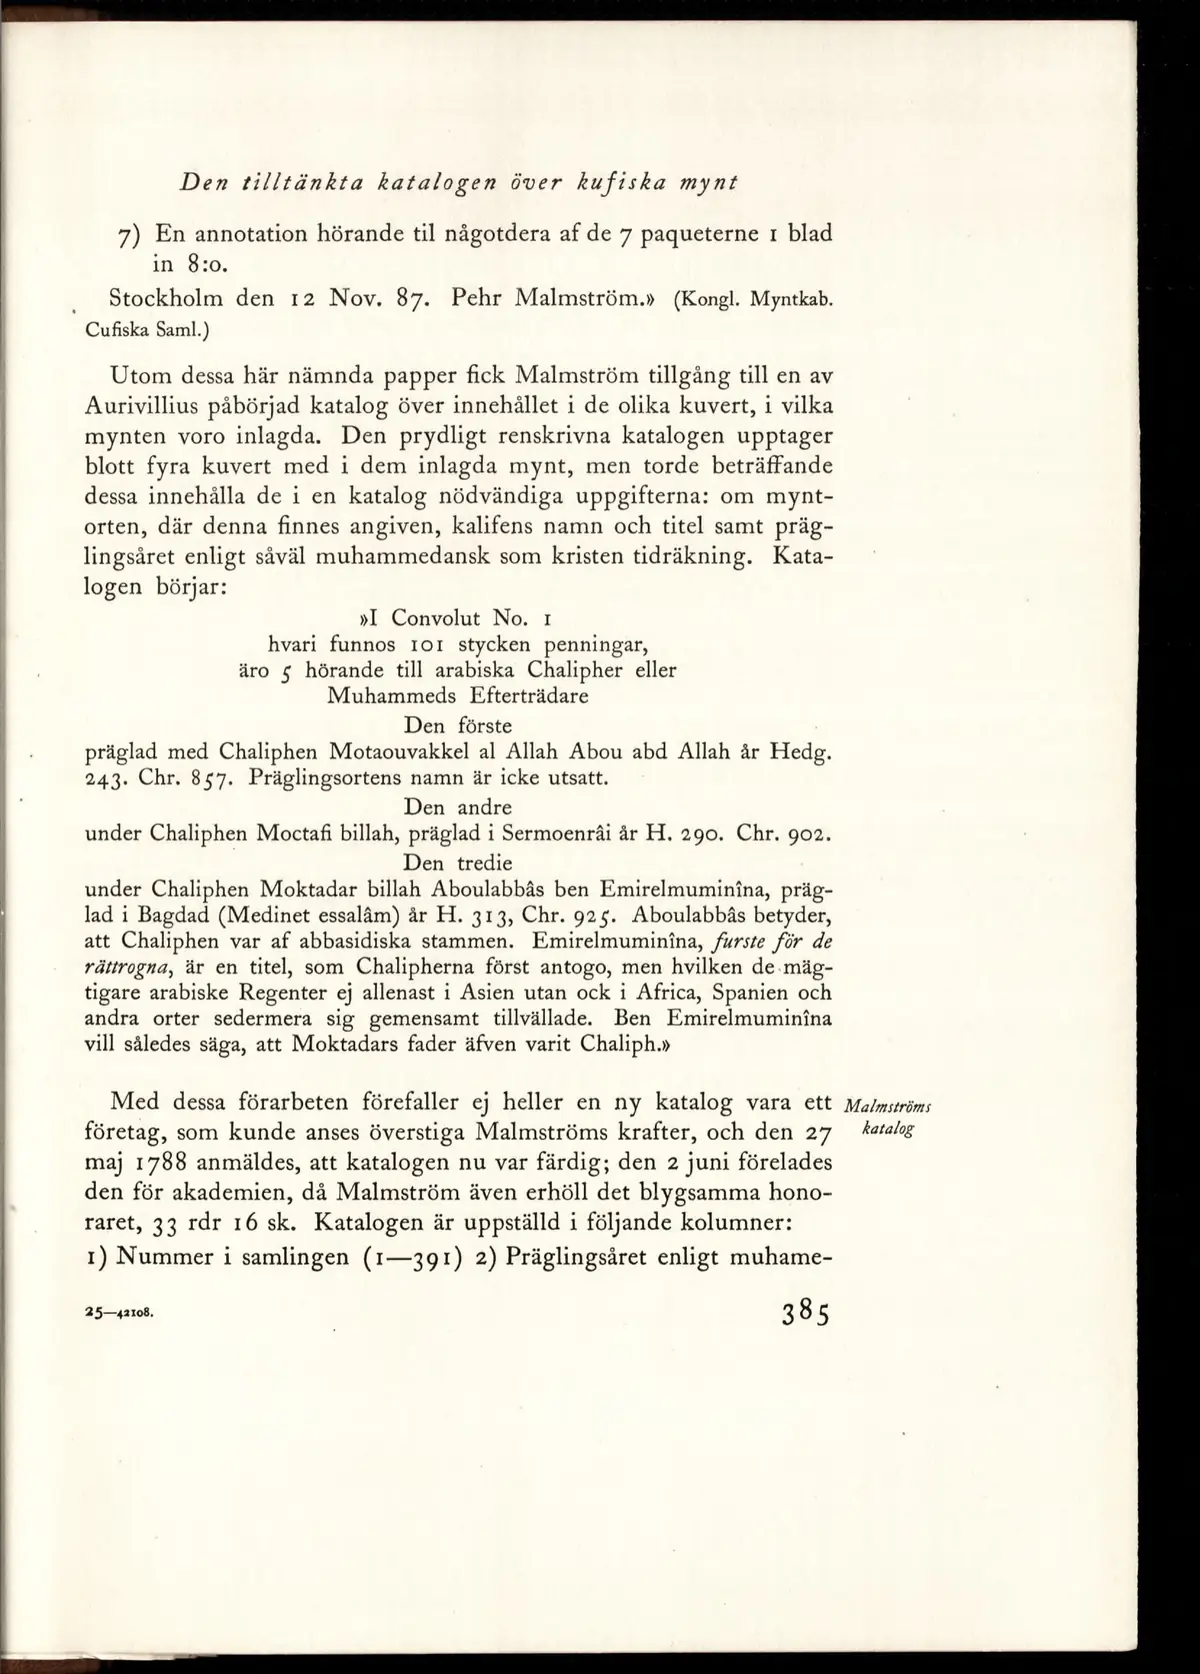 Den tilltänkta katalogen över kufiska mynt
7) En annotation hörande til någotdera af de 7 paqueterne 1 blad
in 8:o.
Stockholm den 12 Nov. 87. Pehr Malmström.» (Kongl. Myntkab.
Cufiska Saml.)
Utom dessa här nämnda papper fick Malmström tillgång till en av
Aurivillius påbörjad katalog över innehållet i de olika kuvert, i vilka
mynten voro inlagda. Den prydligt renskrivna katalogen upptager
blott fyra kuvert med i dem inlagda mynt, men torde beträffande
dessa innehålla de i en katalog nödvändiga uppgifterna: om mynt-
orten, där denna finnes angiven, kalifens namn och titel samt präg-
lingsåret enligt såväl muhammedansk som kristen tidräkning. Kata-
logen börjar:
»I Convolut No. 1
hvari funnos 101 stycken penningar,
äro 5 hörande till arabiska Chalipher eller
Muhammeds Efterträdare
Den förste
präglad med Chaliphen Motaouvakkel al Allah Abou abd Allah år Hedg.
243. Chr. 857. Präglingsortens namn är icke utsatt.
Den andre
under Chaliphen Moctafi billah, präglad i Sermoenrâi år H. 290. Chr. 902.
Den tredie
under Chaliphen Moktadar billah Aboulabbâs ben Emirelmuminîna, präg-
lad i Bagdad (Medinet essalâm) år H. 313, Chr. 925. Aboulabbâs betyder,
att Chaliphen var af abbasidiska stammen. Emirelmuminîna, furste för de
rättrogna, är en titel, som Chalipherna först antogo, men hvilken de mäg-
tigare arabiske Regenter ej allenast i Asien utan ock i Africa, Spanien och
andra orter sedermera sig gemensamt tillvällade. Ben Emirelmuminîna
vill således säga, att Moktadars fader äfven varit Chaliph.»
Med dessa förarbeten förefaller ej heller en ny katalog vara ett
företag, som kunde anses överstiga Malmströms krafter, och den 27
maj 1788 anmäldes, att katalogen nu var färdig; den 2 juni förelades
den för akademien, då Malmström även erhöll det blygsamma hono-
raret, 33 rdr 16 sk. Katalogen är uppställd i följande kolumner:
1) Nummer i samlingen (1—391) 2) Präglingsåret enligt muhame-
Malmströms
katalog
25—42108.
385